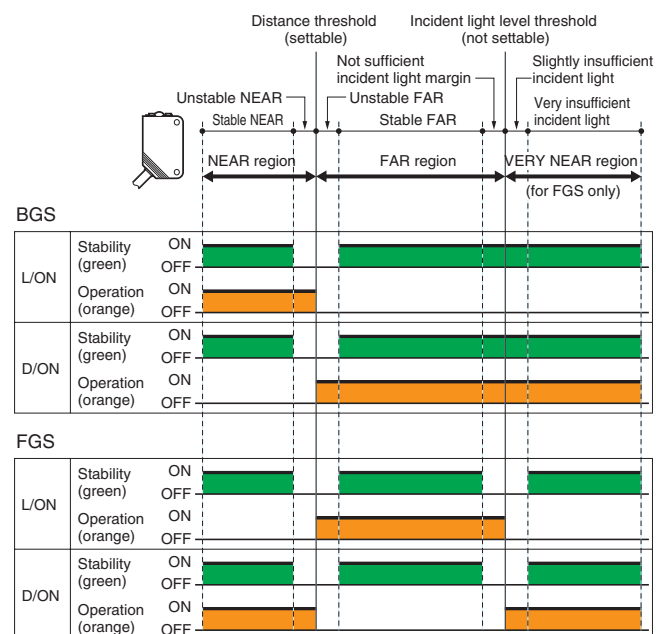 Distance threshold
(settable)
Incident light level threshold
(not settable)
Not sufficient
incident light margin
Slightly insufficient
incident light
Unstable NEAR
Unstable FAR
Very insufficient
incident light
Stable NEAR
Stable FAR
NEAR region
FAR region
VERY NEAR region
(for FGS only)
BGS
L/ON
Stability
(green)
ON
OFF
Operation
(orange)
ON
OFF
D/ON
Stability
(green)
ON
OFF
Operation
(orange)
ON
OFF
FGS
L/ON
Stability
(green)
ON
OFF
Operation
(orange)
ON
OFF
D/ON
Stability
(green)
ON
OFF
Operation
(orange)
ON
OFF